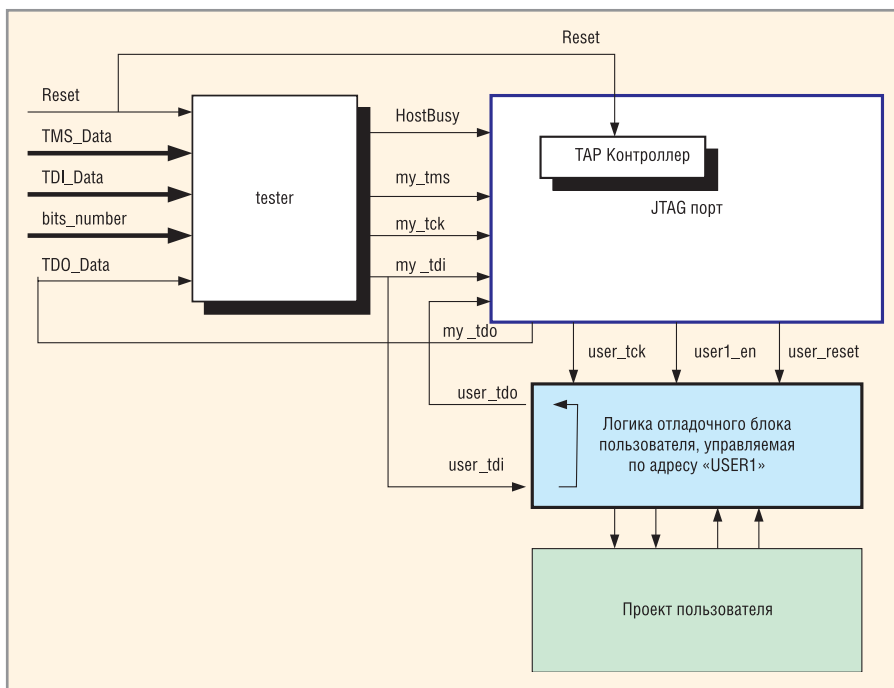 Reset
Reset
TMS_Data
TDI_Data
bits_number
TDO_Data
tester
HostBusy
my_tms
my_tck
my _tdi
my _tdo
TAP Контроллер
JTAG порт
user_tck
user1_en
user_reset
user_tdo
user_tdi
Логика отладочного блока
пользователя, управляемая
по адресу «USER1»
Проект пользователя